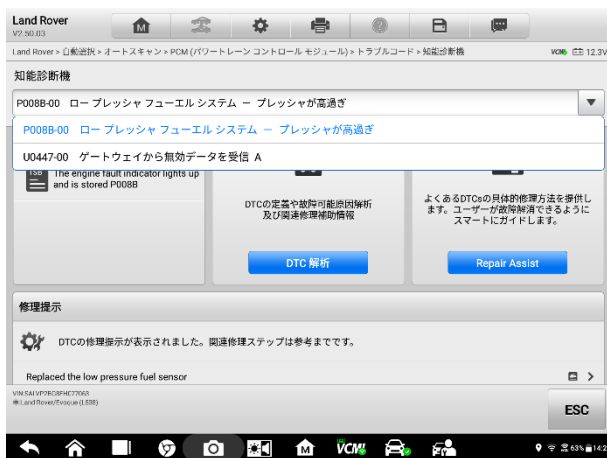 Land Rover
V2.50.03
Land Rover > 自動選択 > オートスキャン > PCM (パワートレーン コントロール モジュール) > トラブルコード > 知能診断機
VCMI 12.3V
知能診断機
P008B-00 ロー プレッシャ フューエル システム － プレッシャが高過ぎ
P008B-00 ロー プレッシャ フューエル システム － プレッシャが高過ぎ
U0447-00 ゲートウェイから無効データを受信 A
TSB The engine fault indicator lights up
and is stored P008B
DTCの定義や故障可能原因解析
及び関連修理補助情報
DTC 解析
よくあるDTCsの具体的修理方法を提供し
ます。ユーザーが故障解消できるように
スマートにガイドし
ます。
Repair Assist
修理提示
DTCの修理提示が表示されました。関連修理ステップは参考までです。
Replaced the low pressure fuel sensor
車:Land Rover/Evoque (L538)
ESC
VCMI
63% 14:2